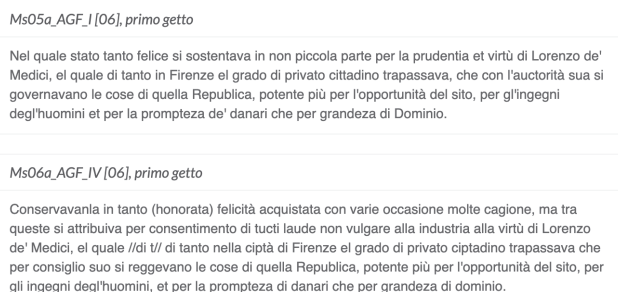 Ms05a_AGF_I [06], primo getto
Nel quale stato tanto felice si sostentava in non piccola parte per la prudentia et virtù di Lorenzo de'
Medici, el quale di tanto in Firenze el grado di privato cittadino trapassava, che con l'auctorità sua si
governavano le cose di quella Republica, potente più per l'opportunità del sito, per gl'ingegni
degl'huomini et per la prompteza de' danari che per grandeza di Dominio.
Ms06a_AGF_IV [06], primo getto
Conservavanla in tanto (honorata) felicità acquistata con varie occasione molte cagione, ma tra
queste si attribuiva per consentimento di tucti laude non vulgare alla industria alla virtù di Lorenzo
de' Medici, el quale //di t// di tanto nella ciptà di Firenze el grado di privato ciptadino trapassava che
per consiglio suo si reggevano le cose di quella Republica, potente più per l'opportunità del sito, per
gli ingegni degl'huomini, et per la prompteza di danari che per grandeza di dominio.